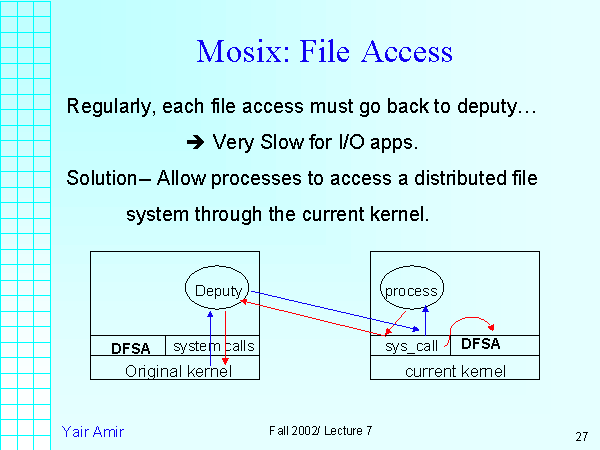 Mosix: File Access
Regularly, each file access must go back to deputy…
➔ Very Slow for I/O apps.
Solution– Allow processes to access a distributed file
system through the current kernel.
Deputy
process
DFSA
system calls
sys_call
DFSA
Original kernel
current kernel
Yair Amir
Fall 2002/ Lecture 7
27